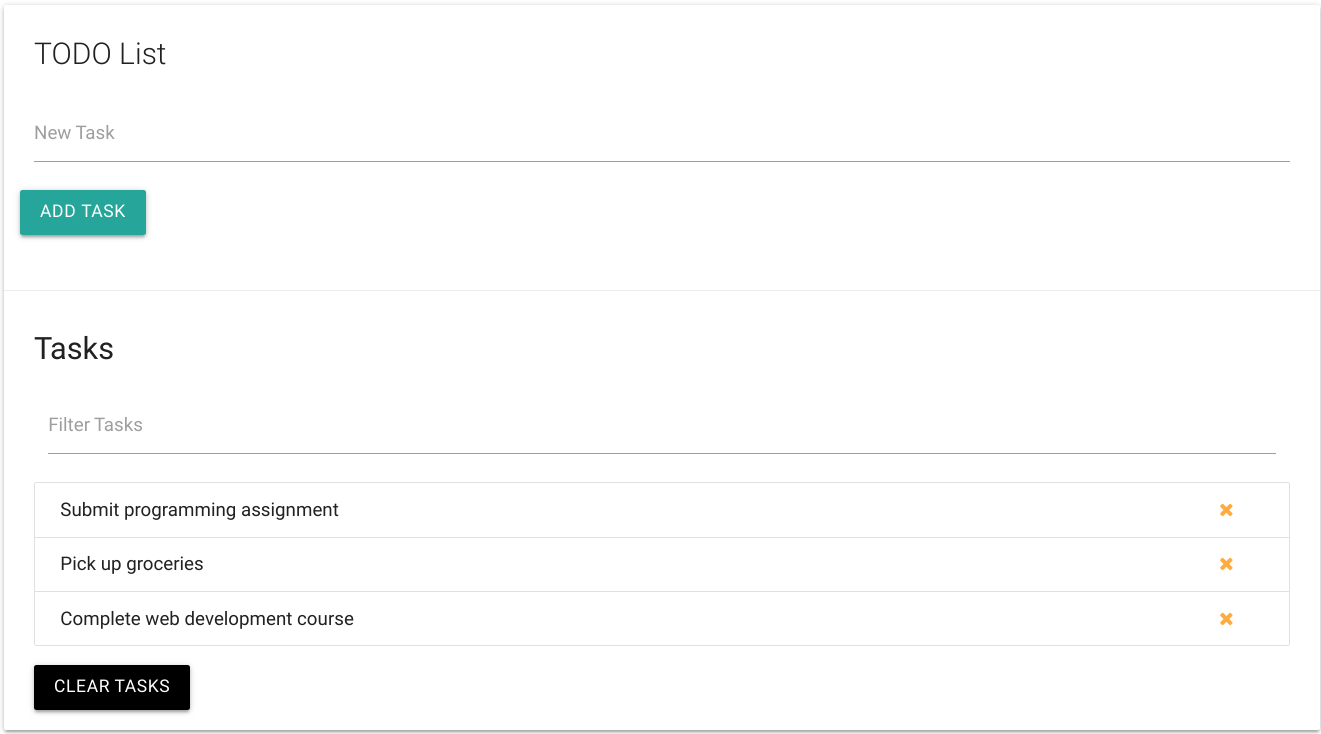 TODO List
New Task
ADD TASK
Tasks
Filter Tasks
Submit programming assignment
Pick up groceries
Complete web development course
CLEAR TASKS